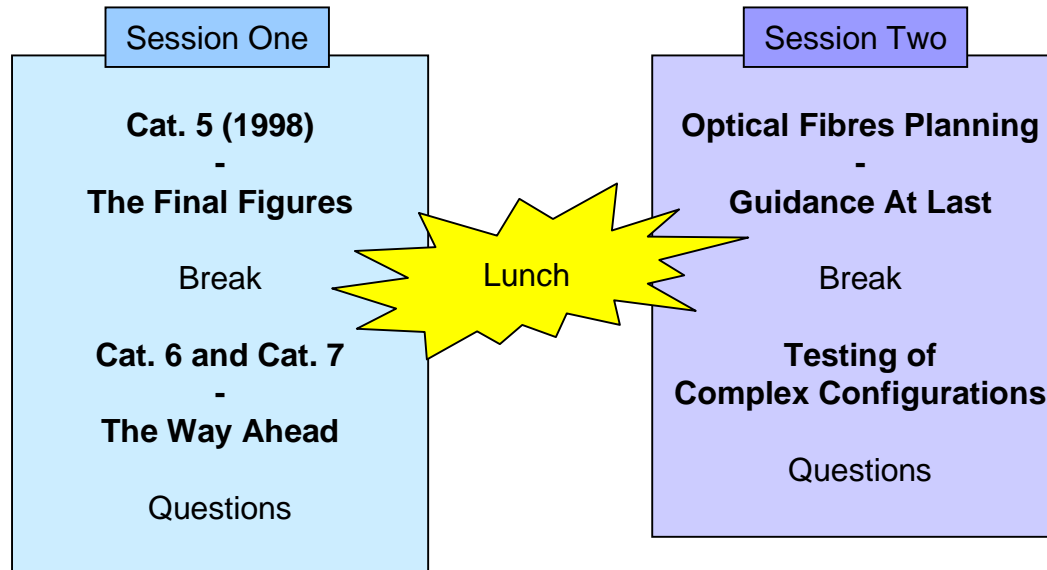 Session One
Cat. 5 (1998)
-
The Final Figures
Break
Cat. 6 and Cat. 7
-
The Way Ahead
Questions
Lunch
Session Two
Optical Fibres Planning
-
Guidance At Last
Break
Testing of
Complex Configurations
Questions